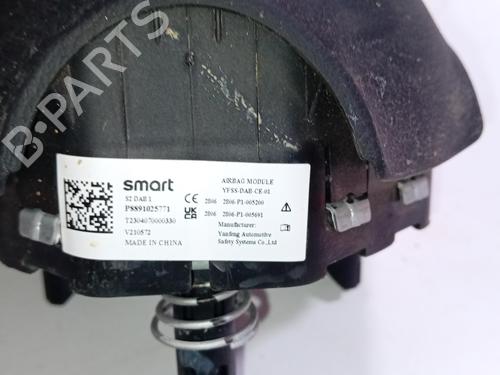 B-PARTS
smart
S2 DAB 1
P8891025771
T2304070000330
V210572
MADE IN CHINA
AIRBAG MODULE
YFSS-DAB-CE-01
CE 2806 2806-P1-005200
UK CA 2806 2806-P1-005691
Manufacturer:
Yanfeng Automotive
Safety Systems Co.,Ltd